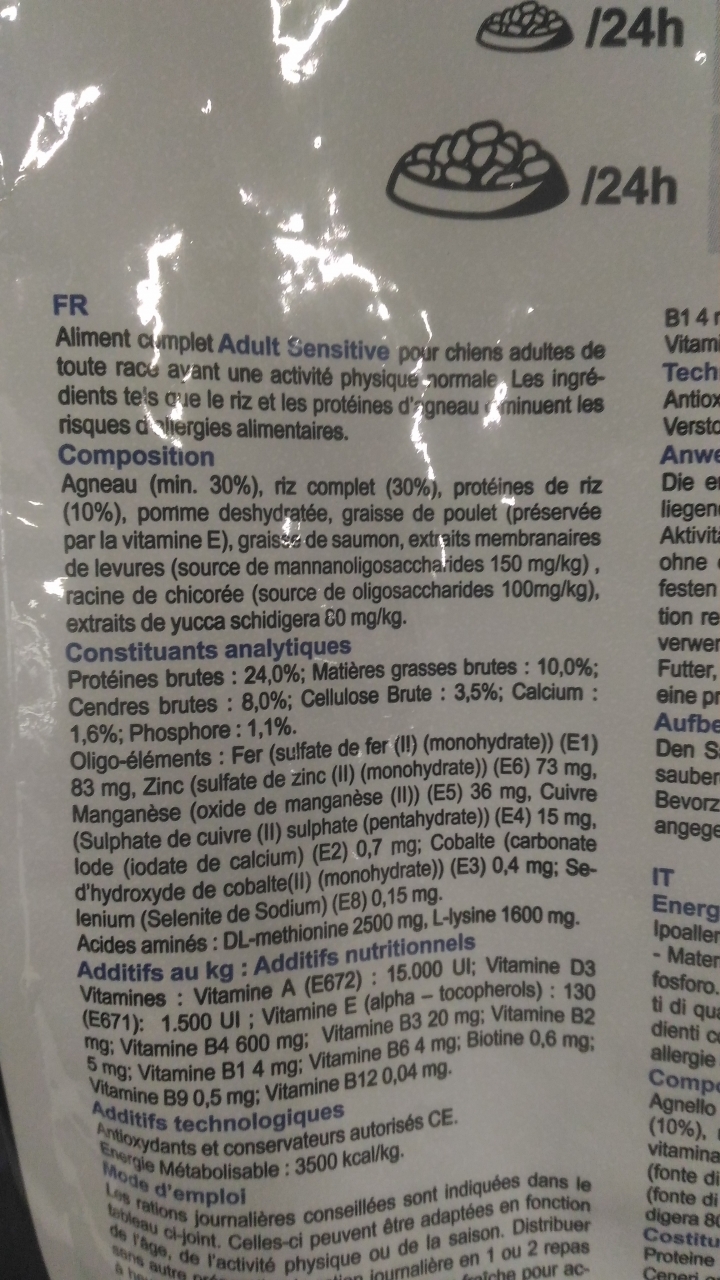 /24h
/24h
FR
Aliment complet Adult Sensitive pour chiens adultes de
toute race ayant une activité physique normale. Les ingré-
dients tels que le riz et les protéines d'agneau diminuent les
risques d'allergies alimentaires.
Composition
Agneau (min. 30%), riz complet (30%), protéines de riz
(10%), pomme deshydratée, graisse de poulet (préservée
par la vitamine E), graisse de saumon, extraits membranaires
de levures (source de mannanoligosaccharides 150 mg/kg) ,
racine de chicorée (source de oligosaccharides 100mg/kg),
extraits de yucca schidigera 80 mg/kg.
Constituants analytiques
Protéines brutes : 24,0%; Matières grasses brutes : 10,0%;
Cendres brutes : 8,0%; Cellulose Brute : 3,5%; Calcium :
1,6%; Phosphore : 1,1%.
Oligo-éléments : Fer (sulfate de fer (II) (monohydrate)) (E1)
83 mg, Zinc (sulfate de zinc (II) (monohydrate)) (E6) 73 mg,
Manganèse (oxide de manganèse (II)) (E5) 36 mg, Cuivre
(Sulphate de cuivre (II) sulphate (pentahydrate)) (E4) 15 mg,
Iode (iodate de calcium) (E2) 0,7 mg; Cobalte (carbonate
d'hydroxyde de cobalte(II) (monohydrate)) (E3) 0,4 mg; Se-
lenium (Selenite de Sodium) (E8) 0,15 mg.
Acides aminés : DL-methionine 2500 mg, L-lysine 1600 mg.
Additifs au kg : Additifs nutritionnels
Vitamines : Vitamine A (E672) : 15.000 UI; Vitamine D3
(E671): 1.500 UI ; Vitamine E (alpha – tocopherols) : 130
mg; Vitamine B4 600 mg; Vitamine B3 20 mg; Vitamine B2
5 mg; Vitamine B1 4 mg; Vitamine B6 4 mg; Biotine 0,6 mg;
Vitamine B9 0,5 mg; Vitamine B12 0,04 mg.
Additifs technologiques
Antioxydants et conservateurs autorisés CE.
Energie Métabolisable : 3500 kcal/kg.
Mode d'emploi
Les rations journalières conseillées sont indiquées dans le
tableau ci-joint. Celles-ci peuvent être adaptées en fonction
de l'âge, de l'activité physique ou de la saison. Distribuer
sans autre journalière en 1 ou 2 repas
fraîche pour ac-
B1 4
Vitami
Tech
Antiox
Versto
Anwe
Die e
liegen
Aktivit
ohne
festen
tion re
verwer
Futter,
eine pr
Aufbe
Den S
sauber
Bevorz
angege
IT
Energ
Ipoaller
- Mater
fosforo.
ti di qua
dienti c
allergie
Compo
Agnello
(10%),
vitamina
(fonte di
(fonte di
digera 80
Costitu
Proteine
Ceneri